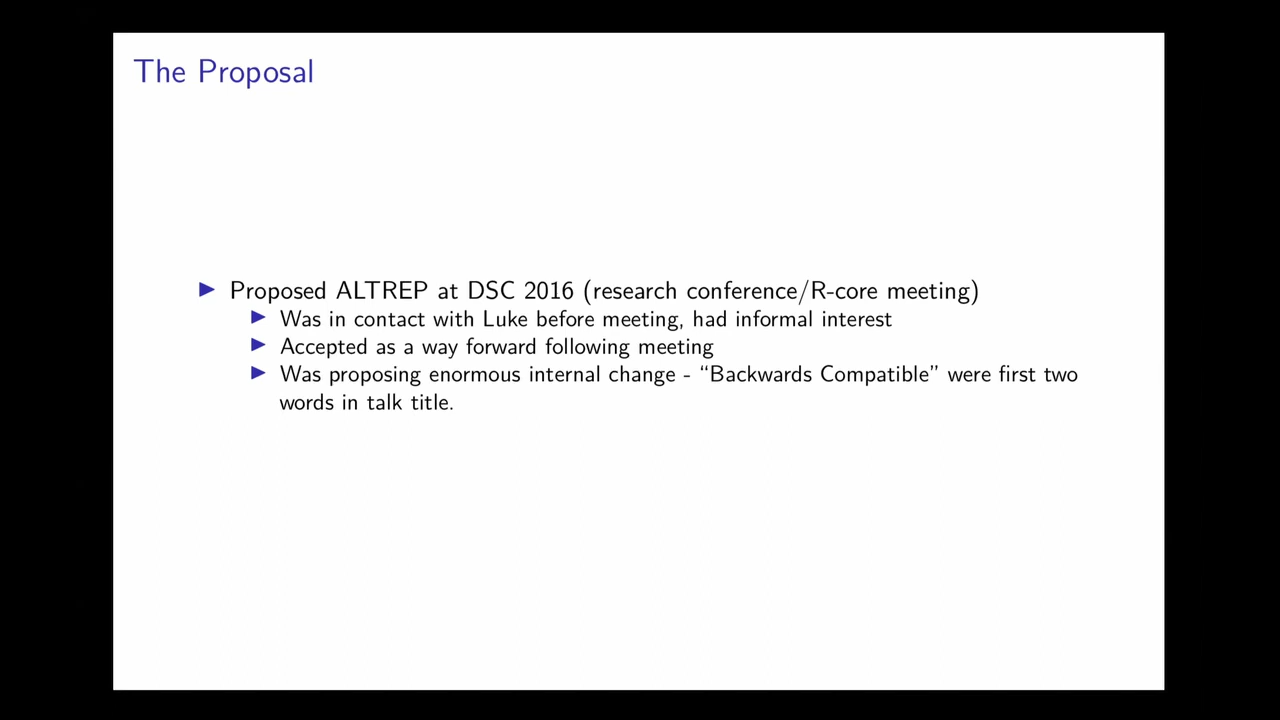 The Proposal
Proposed ALTREP at DSC 2016 (research conference/R-core meeting)
Was in contact with Luke before meeting, had informal interest
Accepted as a way forward following meeting
Was proposing enormous internal change - “Backwards Compatible” were first two
words in talk title.